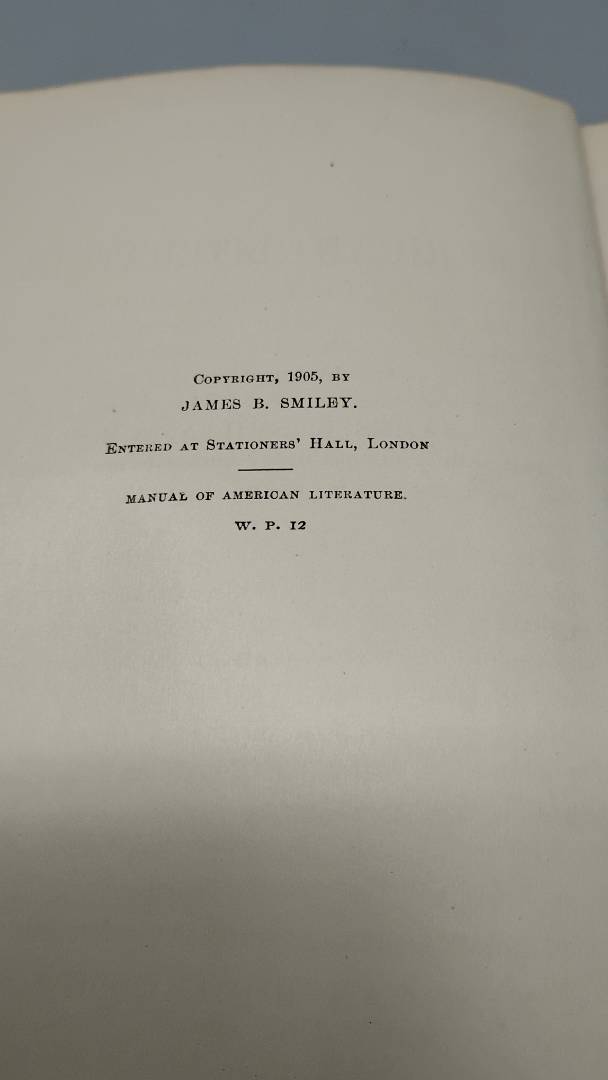 COPYRIGHT, 1905, BY
JAMES B. SMILEY.
ENTERED AT STATIONERS' HALL, LONDON
MANUAL OF AMERICAN LITERATURE.
W. P. 12